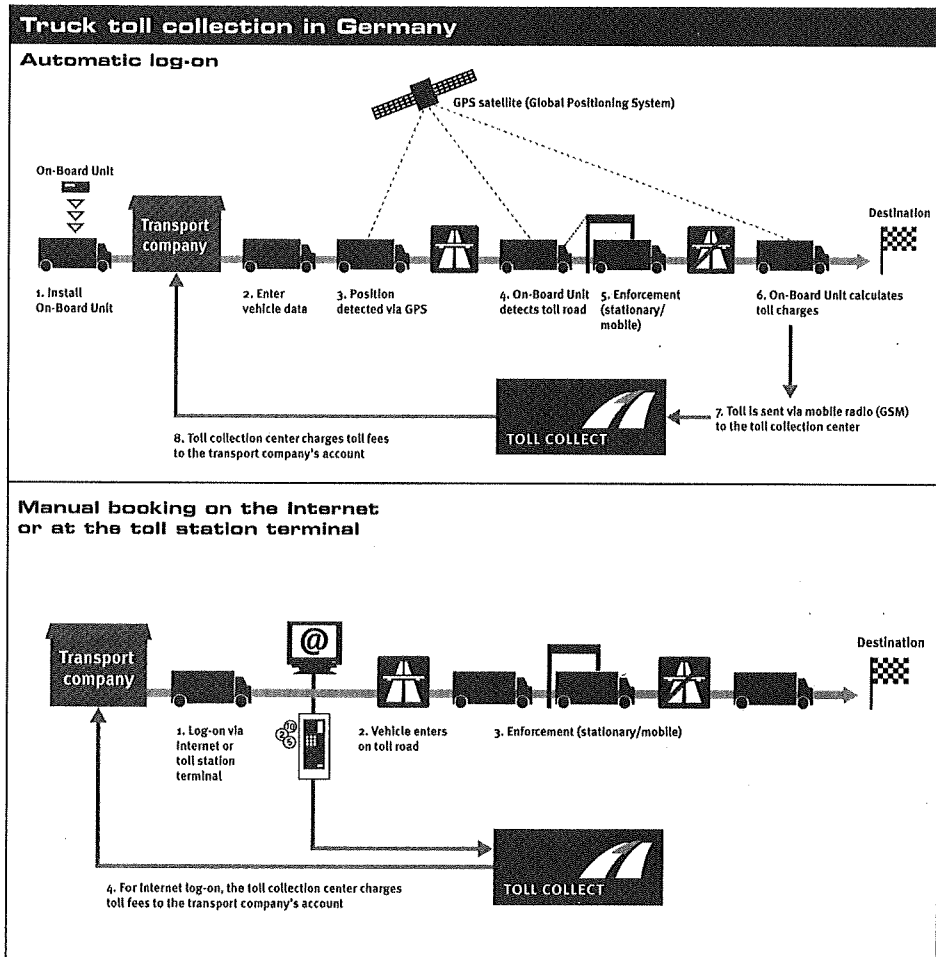 Truck toll collection in Germany
Automatic log-on
GPS satellite (Global Positioning System)
On-Board Unit
Transport
company
Destination
1. Install
On-Board Unit
2. Enter
vehicle data
3. Position
detected via GPS
4. On-Board Unit
detects toll road
5. Enforcement
(stationary/
mobile)
6. On-Board Unit calculates
toll charges
7. Toll is sent via mobile radio (GSM)
to the toll collection center
TOLL COLLECT
8. Toll collection center charges toll fees
to the transport company's account
Manual booking on the Internet
or at the toll station terminal
@
Transport
company
Destination
1. Log-on via
Internet or
toll station
terminal
10
2
5
2. Vehicle enters
on toll road
3. Enforcement (stationary/mobile)
TOLL COLLECT
4. For Internet log-on, the toll collection center charges
toll fees to the transport company's account